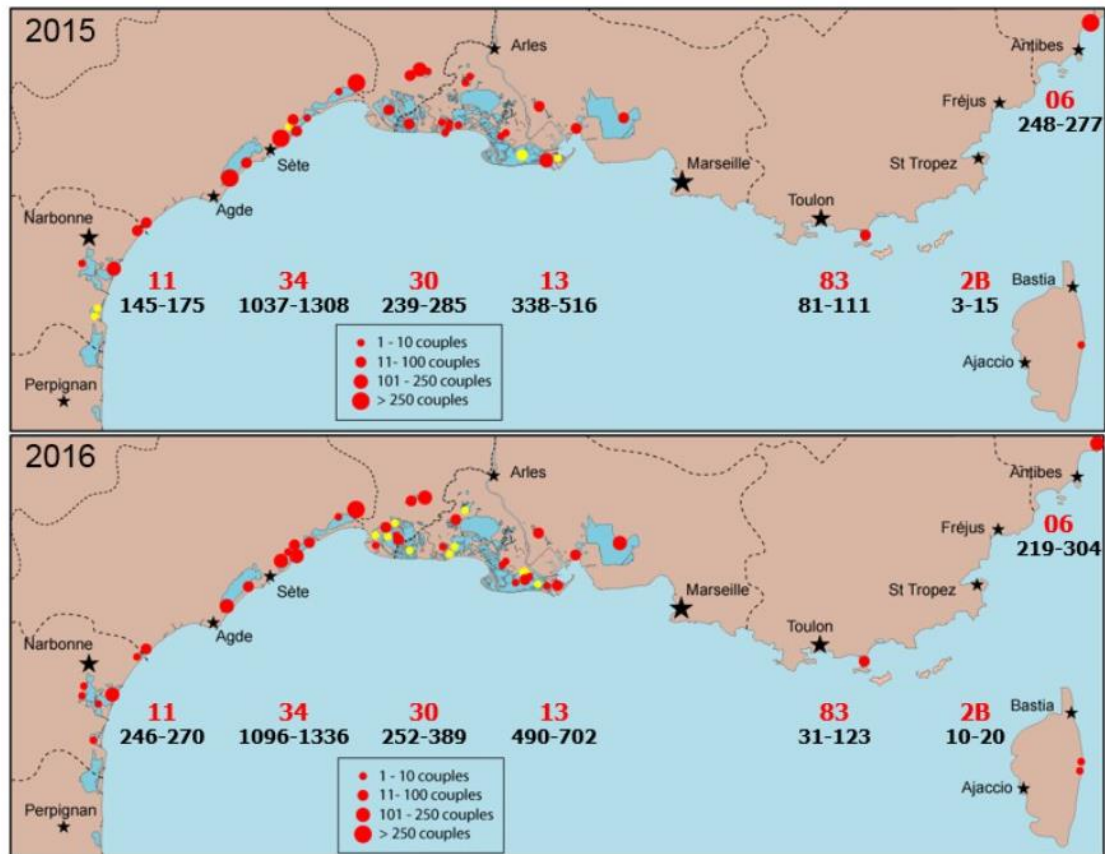 2015
Arles
Antibes
Fréjus
06
248-277
St Tropez
Sète
Marseille
Agde
Toulon
Narbonne
Bastia
11
34
30
13
83
2B
145-175
1037-1308
239-285
338-516
81-111
3-15
1 - 10 couples
11- 100 couples
101 - 250 couples
> 250 couples
Ajaccio
Perpignan
2016
Arles
Antibes
Fréjus
06
219-304
St Tropez
Sète
Marseille
Agde
Toulon
Narbonne
Bastia
11
34
30
13
83
2B
246-270
1096-1336
252-389
490-702
31-123
10-20
1 - 10 couples
11- 100 couples
101 - 250 couples
> 250 couples
Ajaccio
Perpignan